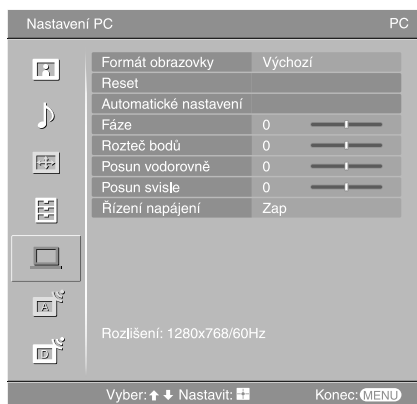 Nastavení PC PC
Formát obrazovky Výchozí
Reset
Automatické nastavení
Fáze 0
Rozteč bodů 0
Posun vodorovně 0
Posun svisle 0
Řízení napájení Zap
A
D
Rozlišení: 1280x768/60Hz
Vyber: Nastavit: Konec: MENU